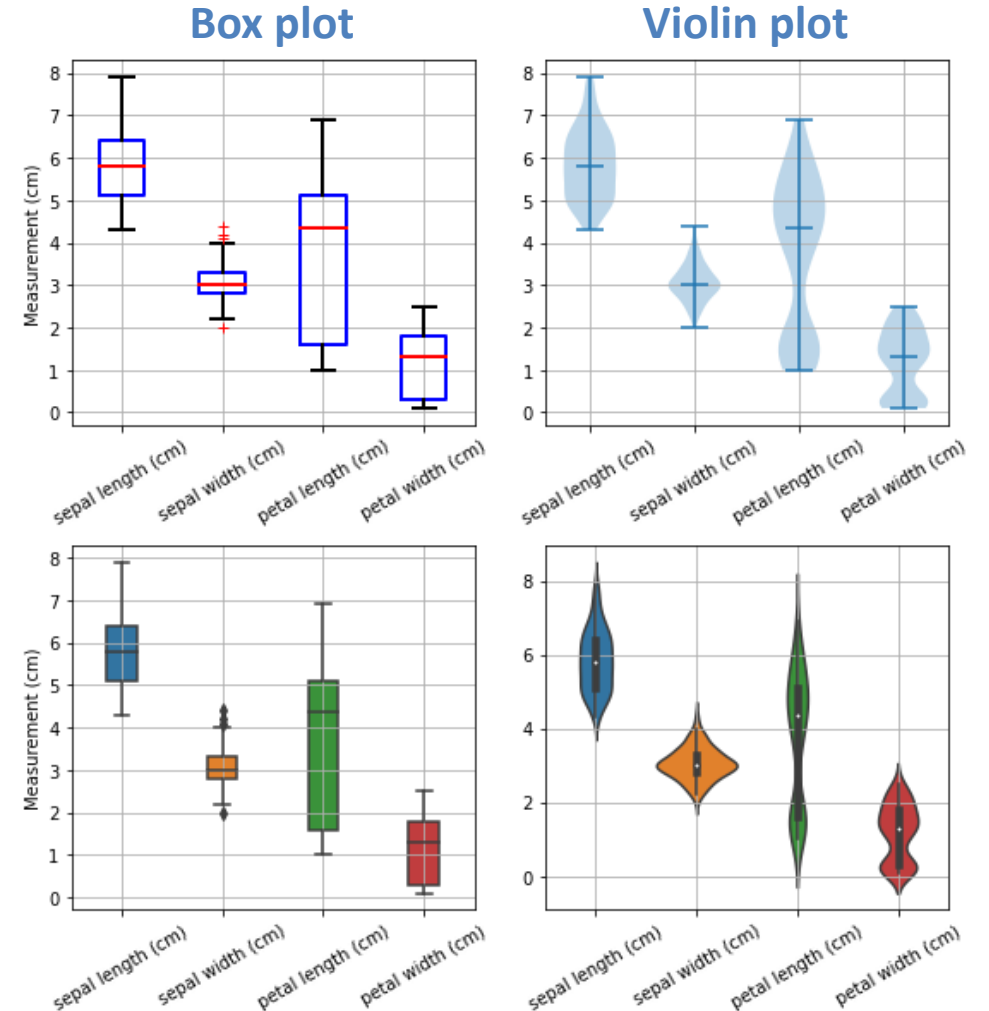 Box plot
Violin plot
Measurement (cm)
8
7
6
5
4
3
2
1
0
sepal length (cm)
sepal width (cm)
petal length (cm)
petal width (cm)
8
7
6
5
4
3
2
1
0
sepal length (cm)
sepal width (cm)
petal length (cm)
petal width (cm)
Measurement (cm)
8
7
6
5
4
3
2
1
0
sepal length (cm)
sepal width (cm)
petal length (cm)
petal width (cm)
8
6
4
2
0
sepal length (cm)
sepal width (cm)
petal length (cm)
petal width (cm)